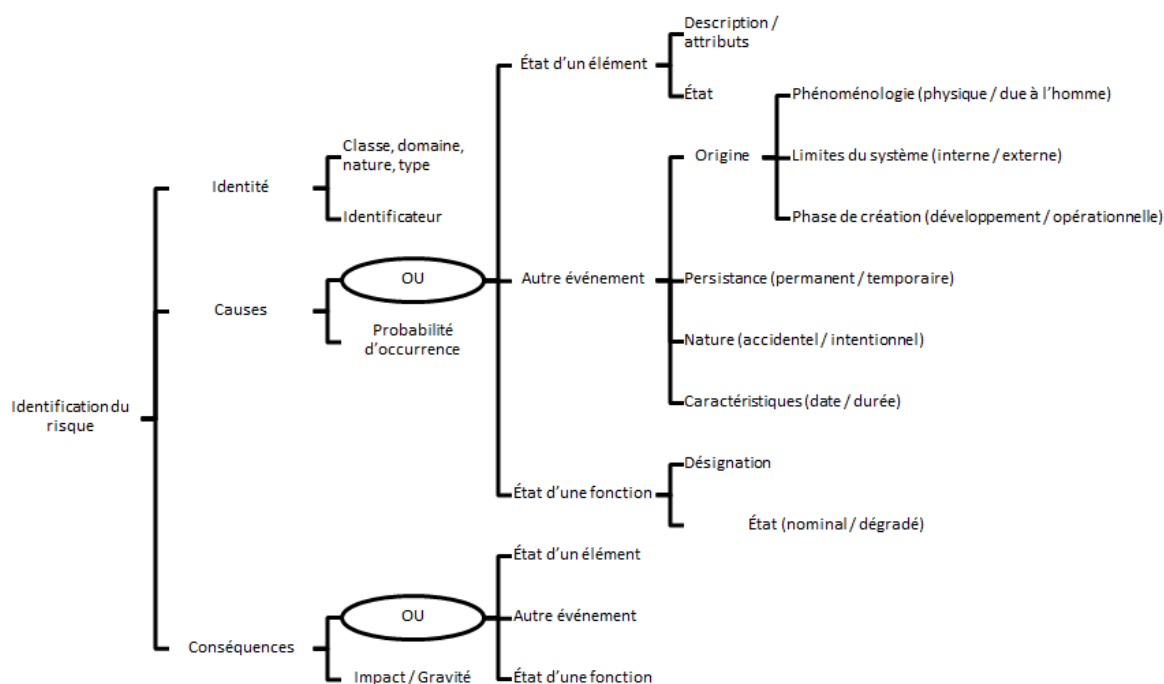 Description /
attributs
État d’un élément
État
Phénoménologie (physique / due à l’homme)
Classe, domaine,
nature, type
Origine
Limites du système (interne / externe)
Identité
Identificateur
Phase de création (développement / opérationnelle)
OU
Autre événement
Persistance (permanent / temporaire)
Causes
Probabilité
d’occurrence
Nature (accidentel / intentionnel)
Identification du
risque
Caractéristiques (date / durée)
Désignation
État d’une fonction
État (nominal / dégradé)
État d’un élément
OU
Autre événement
Conséquences
Impact / Gravité
État d’une fonction